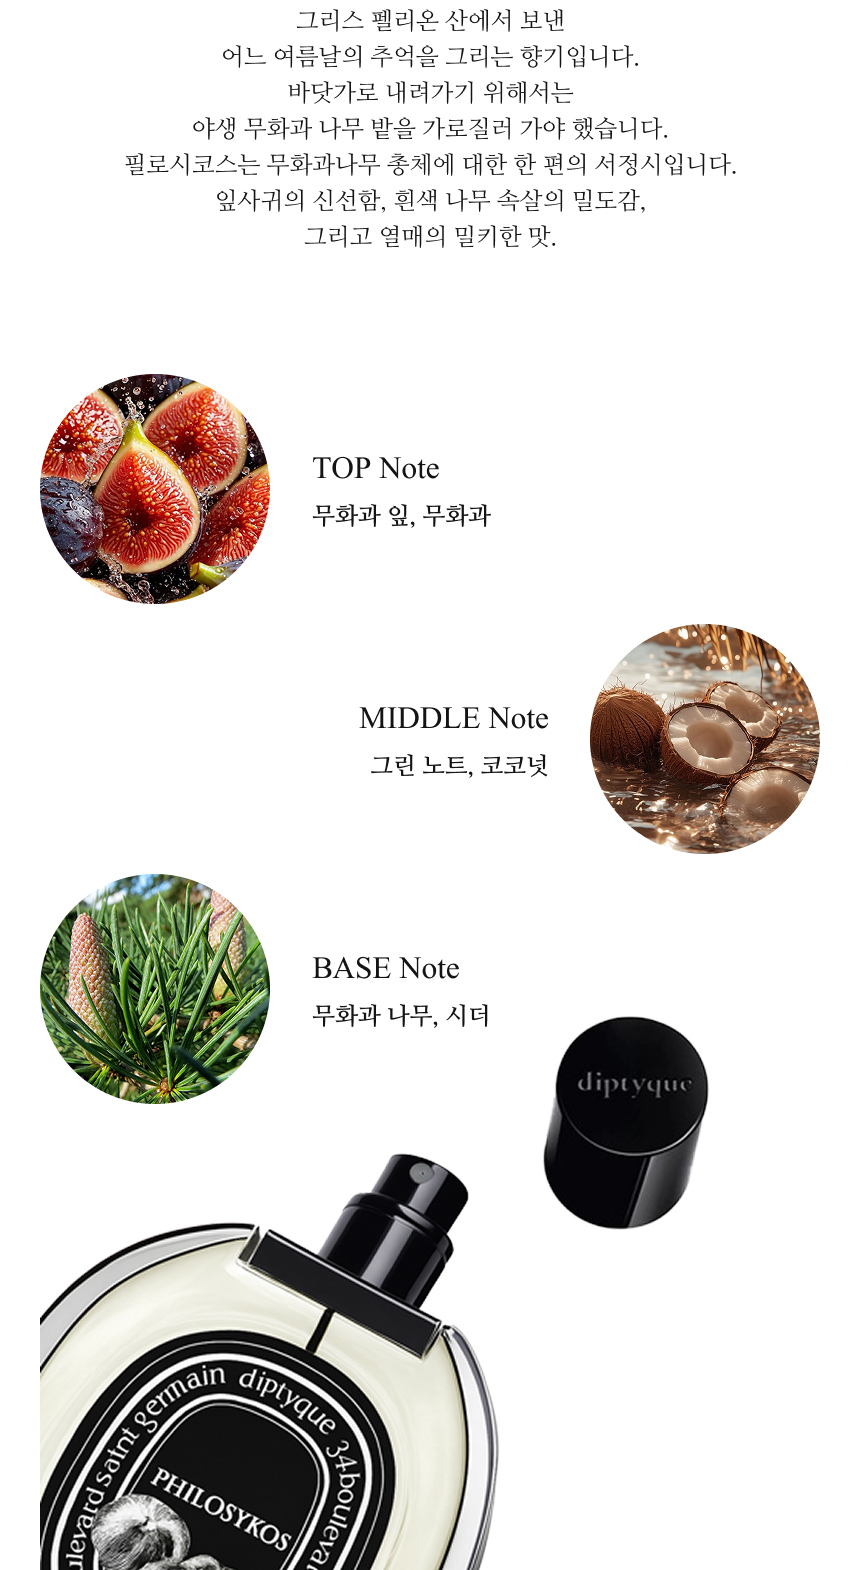 그리스 펠리온 산에서 보낸
어느 여름날의 추억을 그리는 향기입니다.
바닷가로 내려가기 위해서는
야생 무화과 나무 밭을 가로질러 가야 했습니다.
필로시코스는 무화과나무 총체에 대한 한 편의 서정시입니다.
잎사귀의 신선함, 흰색 나무 속살의 밀도감,
그리고 열매의 밀키한 맛.
TOP Note
무화과 잎, 무화과
MIDDLE Note
그린 노트, 코코넛
BASE Note
무화과 나무, 시더
diptyque
saint germain diptyque 34 boulevard
PHILOSYKOS